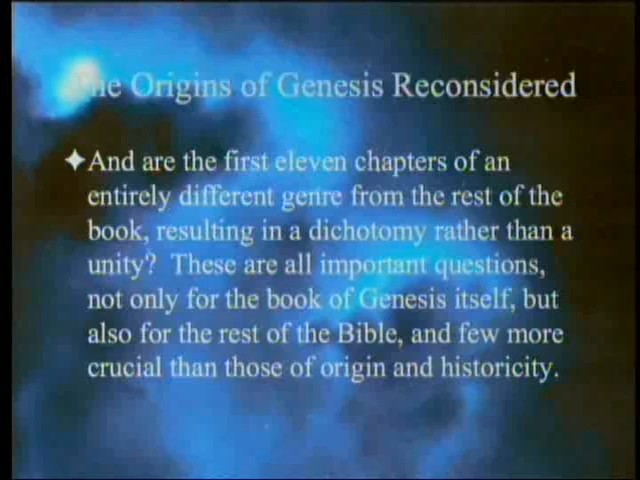 The Origins of Genesis Reconsidered
✦And are the first eleven chapters of an
entirely different genre from the rest of the
book, resulting in a dichotomy rather than a
unity? These are all important questions,
not only for the book of Genesis itself, but
also for the rest of the Bible, and few more
crucial than those of origin and historicity.